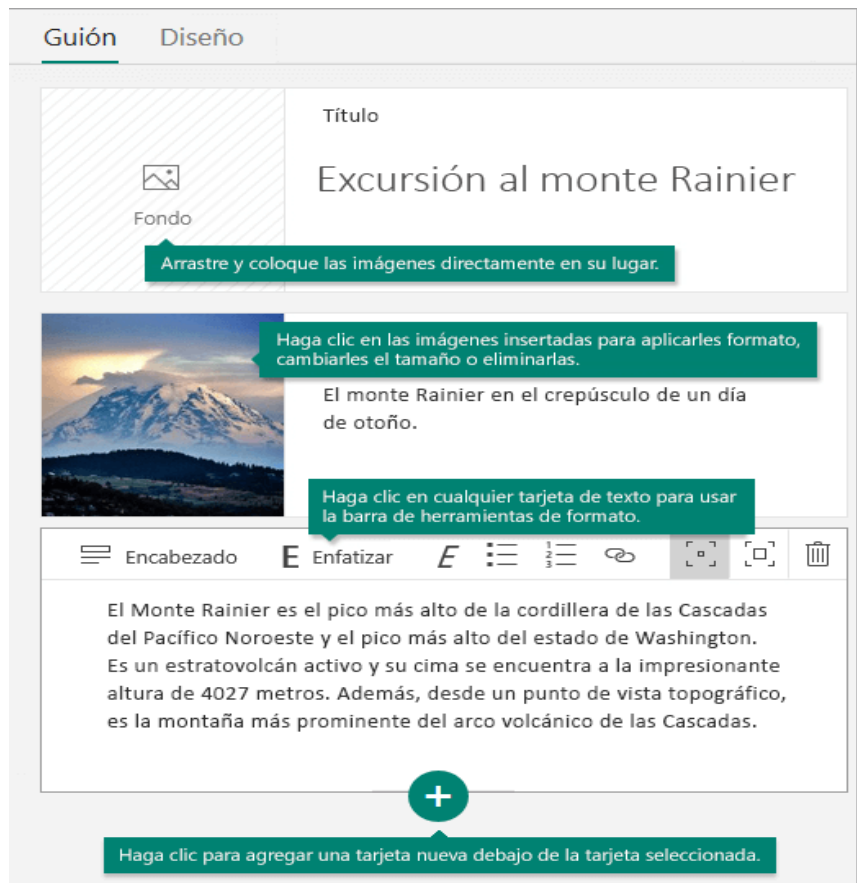 Guión Diseño
Título
Excursión al monte Rainier
Fondo
Arrastre y coloque las imágenes directamente en su lugar.
Haga clic en las imágenes insertadas para aplicarles formato,
cambiarles el tamaño o eliminarlas.
El monte Rainier en el crepúsculo de un día
de otoño.
Haga clic en cualquier tarjeta de texto para usar
la barra de herramientas de formato.
Encabezado E Enfatizar E
El Monte Rainier es el pico más alto de la cordillera de las Cascadas
del Pacífico Noroeste y el pico más alto del estado de Washington.
Es un estratovolcán activo y su cima se encuentra a la impresionante
altura de 4027 metros. Además, desde un punto de vista topográfico,
es la montaña más prominente del arco volcánico de las Cascadas.
Haga clic para agregar una tarjeta nueva debajo de la tarjeta seleccionada.